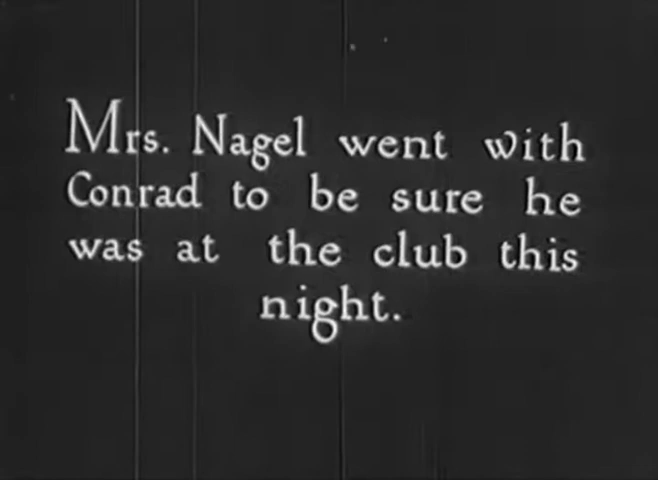 Mrs. Nagel went with
Conrad to be sure he
was at the club this
night.